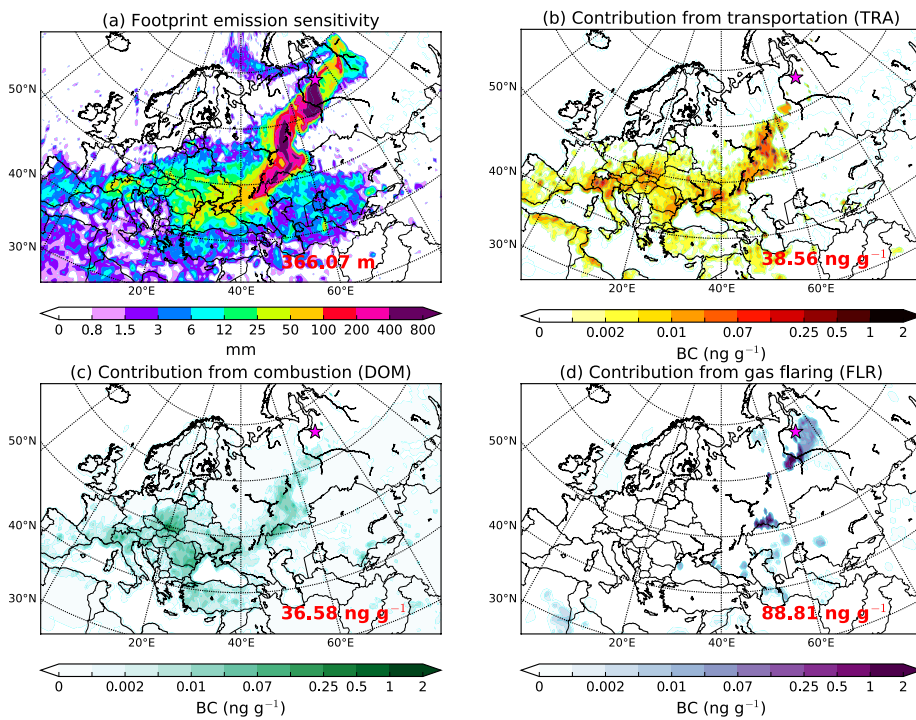 (a) Footprint emission sensitivity
50°N
40°N
30°N
366.07 m
20°E 40°E 60°E
0 0.8 1.5 3 6 12 25 50 100 200 400 800
mm
(b) Contribution from transportation (TRA)
50°N
40°N
30°N
38.56 ng g⁻¹
20°E 40°E 60°E
0 0.002 0.01 0.07 0.25 0.5 1 2
BC (ng g⁻¹)
(c) Contribution from combustion (DOM)
50°N
40°N
30°N
36.58 ng g⁻¹
20°E 40°E 60°E
0 0.002 0.01 0.07 0.25 0.5 1 2
BC (ng g⁻¹)
(d) Contribution from gas flaring (FLR)
50°N
40°N
30°N
88.81 ng g⁻¹
20°E 40°E 60°E
0 0.002 0.01 0.07 0.25 0.5 1 2
BC (ng g⁻¹)